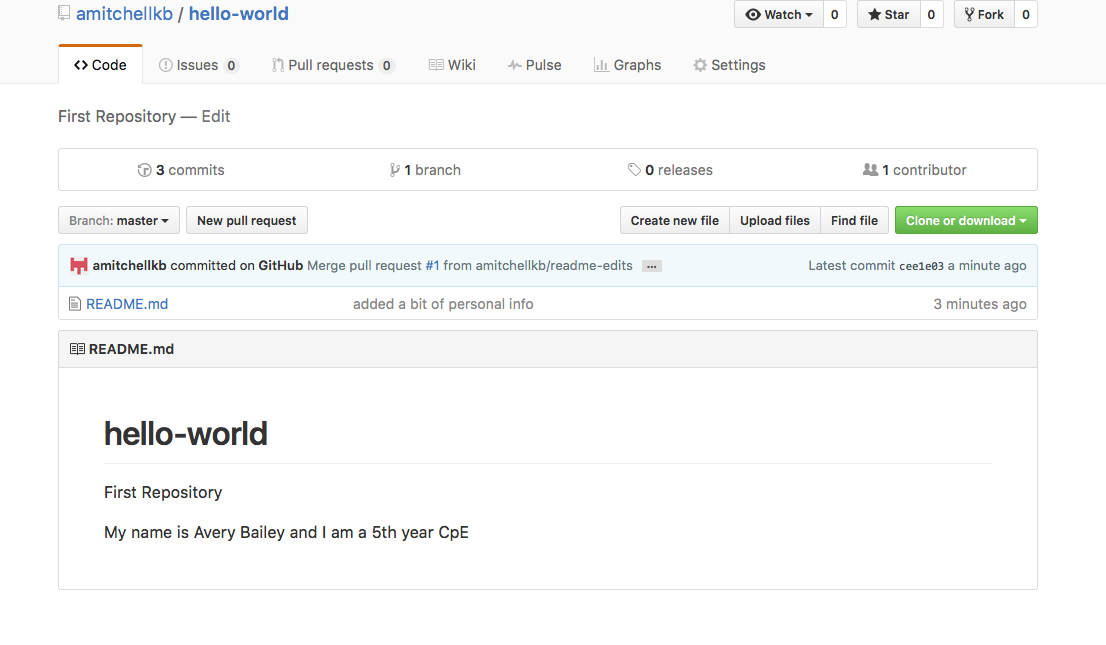 amitchellkb / hello-world Watch 0 Star 0 Fork 0
Code Issues 0 Pull requests 0 Wiki Pulse Graphs Settings
First Repository — Edit
3 commits 1 branch 0 releases 1 contributor
Branch: master New pull request Create new file Upload files Find file Clone or download
amitchellkb committed on GitHub Merge pull request #1 from amitchellkb/readme-edits ... Latest commit cee1e03 a minute ago
README.md added a bit of personal info 3 minutes ago
README.md
hello-world
First Repository
My name is Avery Bailey and I am a 5th year CpE